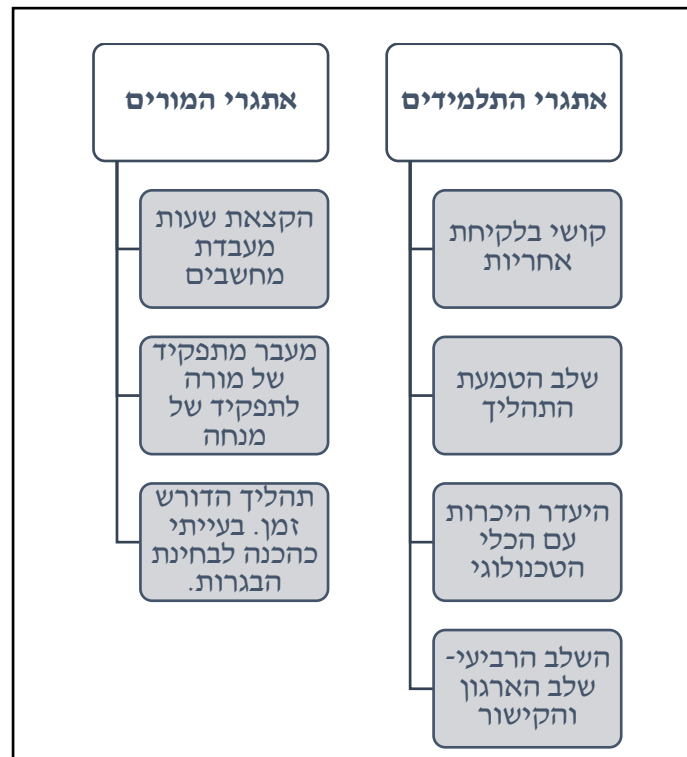 אתגרי התלמידים
קושי בלקיחת
אחריות
שלב הטמעת
התהליך
היעדר היכרות
עם הכלי
הטכנולוגי
השלב הרביעי-
שלב הארגון
והקישור
אתגרי המורים
הקצאת שעות
מעבדת
מחשבים
מעבר מתפקיד
של מורה
לתפקיד של
מנחה
תהליך הדורש
זמן. בעייתי
כהכנה לבחינת
הבגרות.